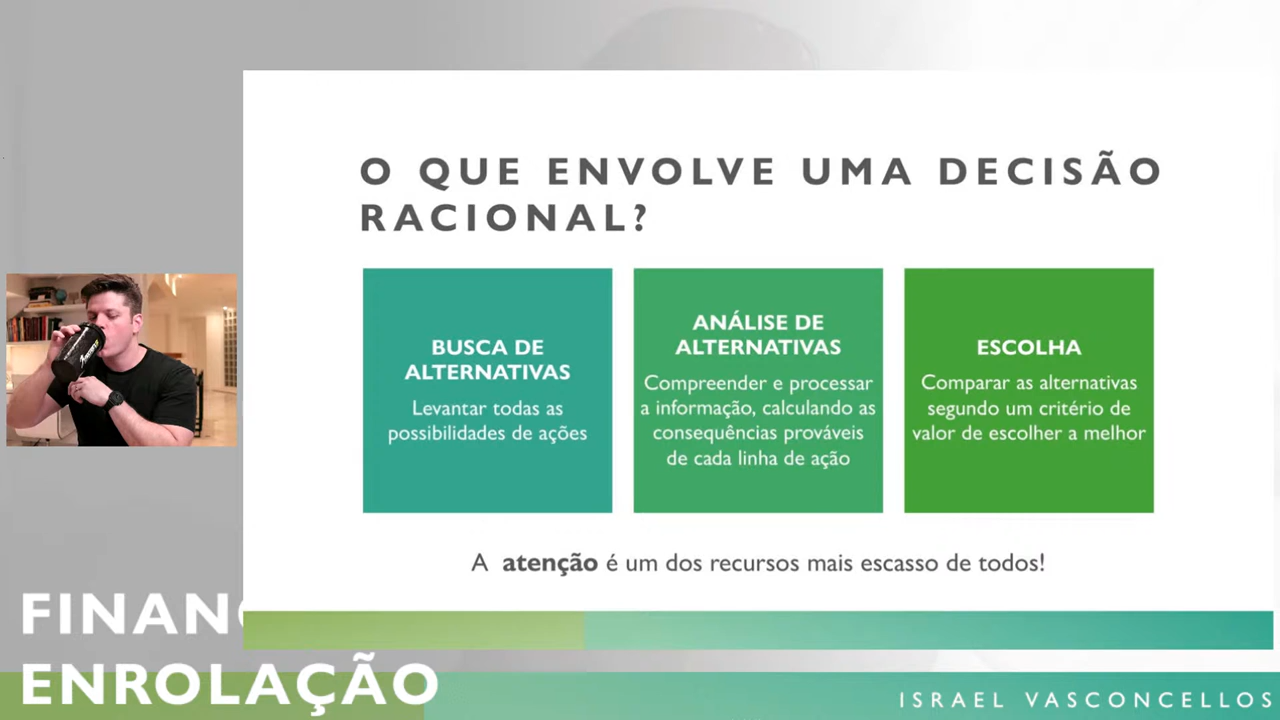 O QUE ENVOLVE UMA DECISÃO
RACIONAL?
BUSCA DE
ALTERNATIVAS
Levantar todas as
possibilidades de ações
ANÁLISE DE
ALTERNATIVAS
Compreender e processar
a informação, calculando as
consequências prováveis
de cada linha de ação
ESCOLHA
Comparar as alternativas
segundo um critério de
valor de escolher a melhor
A atenção é um dos recursos mais escasso de todos!
FINAN
ENROLAÇÃO
ISRAEL VASCONCELLOS